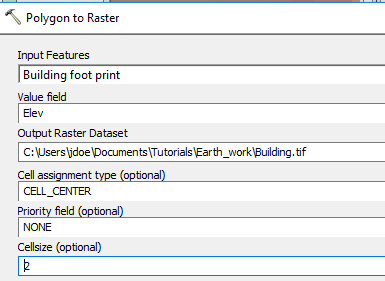 Polygon to Raster
Input Features
Building foot print
Value field
Elev
Output Raster Dataset
C:\Users\jdoe\Documents\Tutorials\Earth_work\Building.tif
Cell assignment type (optional)
CELL_CENTER
Priority field (optional)
NONE
Cellsize (optional)
2